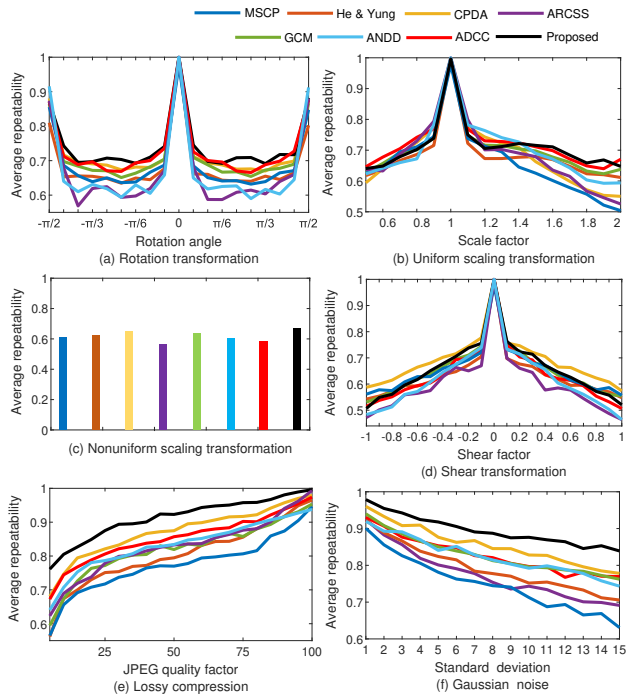 MSCP He & Yung CPDA ARCSS
GCM ANDD ADCC Proposed
Average repeatability
1
0.9
0.8
0.7
0.6
-π/2 -π/3 -π/6 0 π/6 π/3 π/2
Rotation angle
(a) Rotation transformation
Average repeatability
1
0.9
0.8
0.7
0.6
0.5
0.8 1 1.2 1.4 1.6 1.8 2
0.6
Scale factor
(b) Uniform scaling transformation
Average repeatability
1
0.8
0.6
0.4
0.2
0
(c) Nonuniform scaling transformation
Average repeatability
1
0.9
0.8
0.7
0.6
0.5
-1 -0.8 -0.6 -0.4 -0.2 0 0.2 0.4 0.6 0.8 1
Shear factor
(d) Shear transformation
Average repeatability
1
0.9
0.8
0.7
0.6
25 50 75 100
JPEG quality factor
(e) Lossy compression
Average repeatability
1
0.9
0.8
0.7
0.6
1 2 3 4 5 6 7 8 9 10 11 12 13 14 15
Standard deviation
(f) Gaussian noise